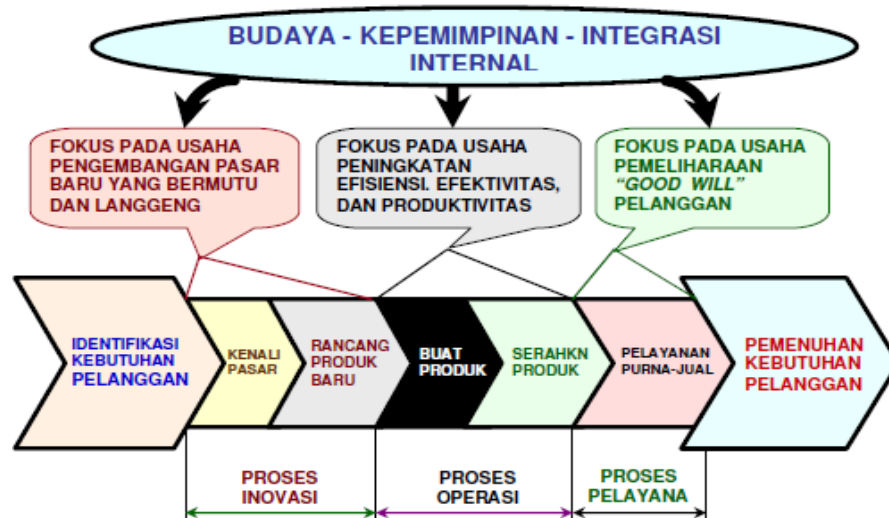 BUDAYA - KEPEMIMPINAN - INTEGRASI
INTERNAL
FOKUS PADA USAHA
PENGEMBANGAN PASAR
BARU YANG BERMUTU
DAN LANGGENG
FOKUS PADA USAHA
PENINGKATAN
EFISIENSI. EFEKTIVITAS,
DAN PRODUKTIVITAS
FOKUS PADA USAHA
PEMELIHARAAN
“GOOD WILL”
PELANGGAN
IDENTIFIKASI
KEBUTUHAN
PELANGGAN
KENALI
PASAR
RANCANG
PRODUK
BARU
BUAT
PRODUK
SERAHKN
PRODUK
PELAYANAN
PURNA-JUAL
PEMENUHAN
KEBUTUHAN
PELANGGAN
PROSES
INOVASI
PROSES
OPERASI
PROSES
PELAYANA